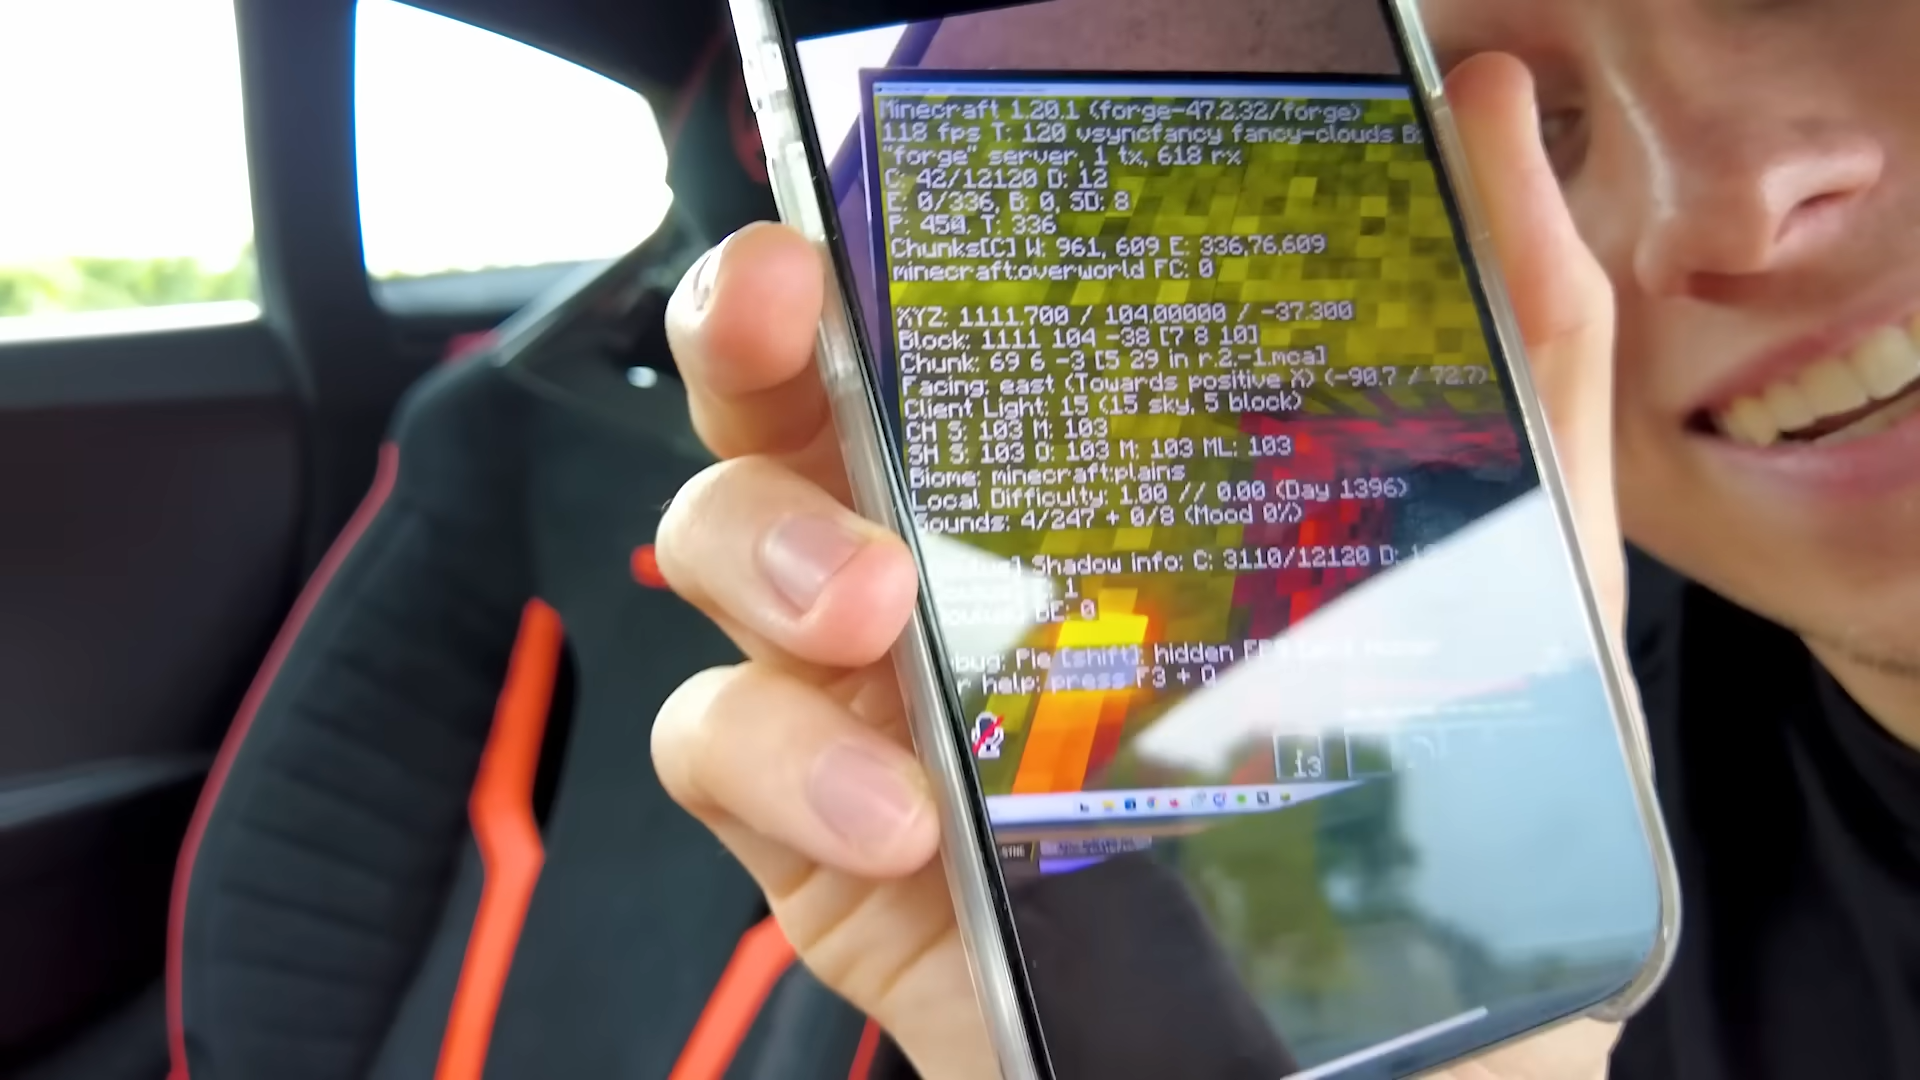 Minecraft 1.20.1 (forge-47.2.32/forge)
118 fps T: 120 vsyncfancy fancy-clouds B:
"forge" server, 1 tx, 618 rx
C: 42/12120 D: 12
E: 0/336, B: 0, SD: 8
P: 450, T: 336
Chunks[C] W: 961, 609 E: 336,76,609
minecraft:overworld FC: 0
XYZ: 1111.700 / 104.00000 / -37.300
Block: 1111 104 -38 [7 8 10]
Chunk: 69 6 -3 [5 29 in r.2.-1.mca]
Facing: east (Towards positive X) (-90.7 / 72.7)
Client Light: 15 (15 sky, 5 block)
CH S: 103 M: 103
SH S: 103 O: 103 M: 103 ML: 103
Biome: minecraft:plains
Local Difficulty: 1.00 // 0.00 (Day 1396)
Sounds: 4/247 + 0/8 (Mood 0%)
Shadow info: C: 3110/12120 D:
1
BE: 0
bug: Pie [shift]: hidden
r help: press F3 + Q
13